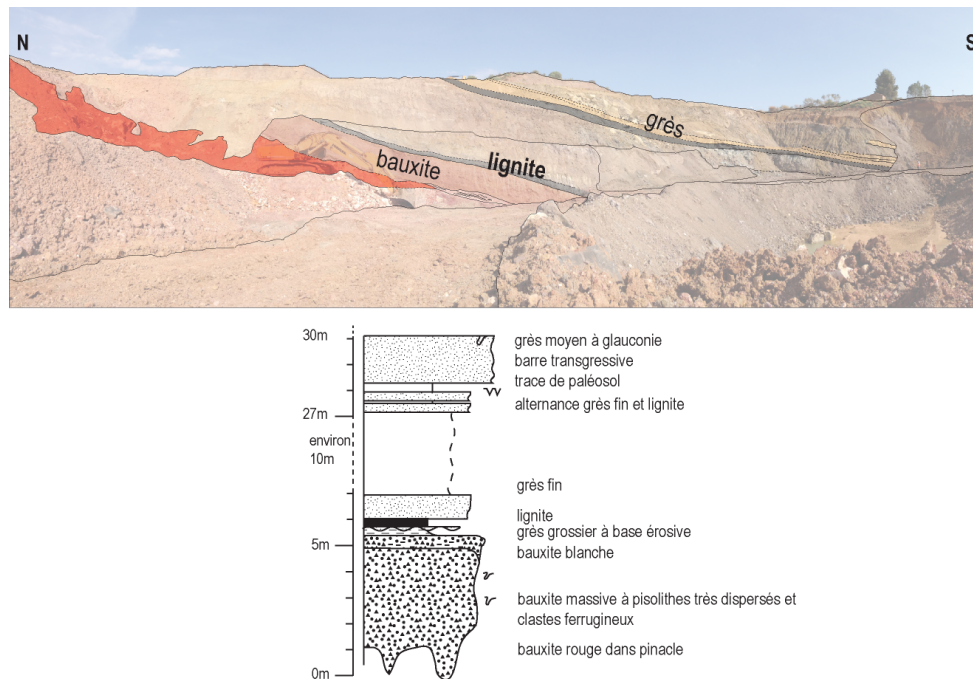 N
S
grès
lignite
bauxite
30m
grès moyen à glauconie
barre transgressive
trace de paléosol
alternance grès fin et lignite
27m
environ
10m
grès fin
lignite
grès grossier à base érosive
5m
bauxite blanche
bauxite massive à pisolithes très dispersés et
clastes ferrugineux
bauxite rouge dans pinacle
0m